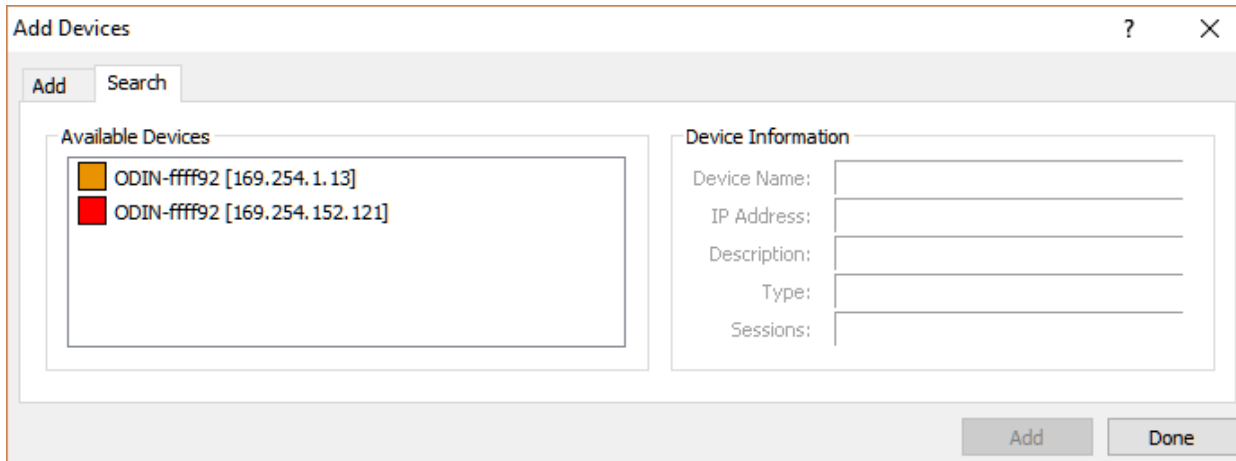 Add Devices
?
Add
Search
Available Devices
ODIN-ffff92 [169.254.1.13]
ODIN-ffff92 [169.254.152.121]
Device Information
Device Name:
IP Address:
Description:
Type:
Sessions:
Add
Done